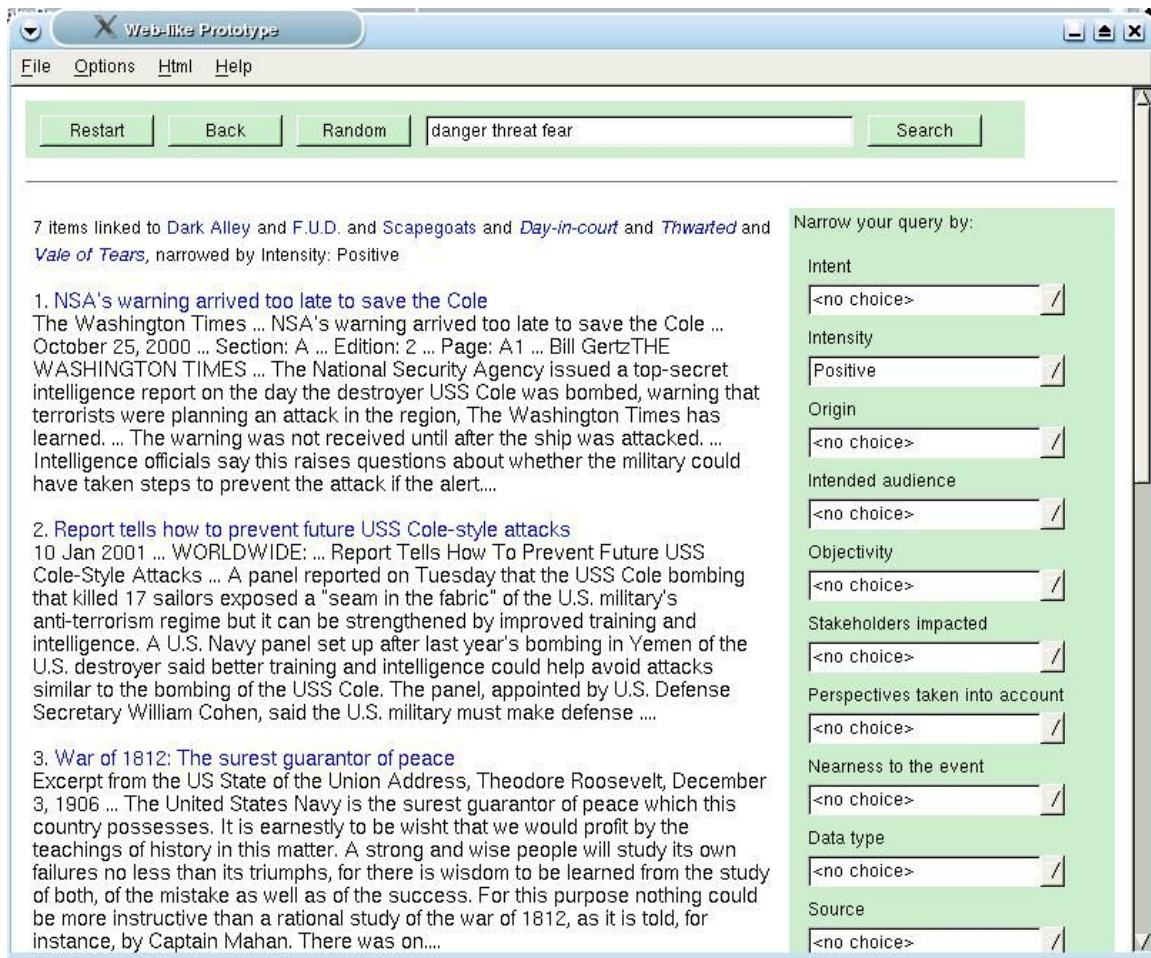 Web-like Prototype
File Options Html Help
Restart Back Random danger threat fear Search
7 items linked to Dark Alley and F.U.D. and Scapegoats and Day-in-court and Thwarted and
Vale of Tears, narrowed by Intensity: Positive
1. NSA's warning arrived too late to save the Cole
The Washington Times ... NSA's warning arrived too late to save the Cole ...
October 25, 2000 ... Section: A ... Edition: 2 ... Page: A1 ... Bill GertzTHE
WASHINGTON TIMES ... The National Security Agency issued a top-secret
intelligence report on the day the destroyer USS Cole was bombed, warning that
terrorists were planning an attack in the region, The Washington Times has
learned. ... The warning was not received until after the ship was attacked. ...
Intelligence officials say this raises questions about whether the military could
have taken steps to prevent the attack if the alert....
2. Report tells how to prevent future USS Cole-style attacks
10 Jan 2001 ... WORLDWIDE: ... Report Tells How To Prevent Future USS
Cole-Style Attacks ... A panel reported on Tuesday that the USS Cole bombing
that killed 17 sailors exposed a "seam in the fabric" of the U.S. military's
anti-terrorism regime but it can be strengthened by improved training and
intelligence. A U.S. Navy panel set up after last year's bombing in Yemen of the
U.S. destroyer said better training and intelligence could help avoid attacks
similar to the bombing of the USS Cole. The panel, appointed by U.S. Defense
Secretary William Cohen, said the U.S. military must make defense ....
3. War of 1812: The surest guarantor of peace
Excerpt from the US State of the Union Address, Theodore Roosevelt, December
3, 1906 ... The United States Navy is the surest guarantor of peace which this
country possesses. It is earnestly to be wisht that we would profit by the
teachings of history in this matter. A strong and wise people will study its own
failures no less than its triumphs, for there is wisdom to be learned from the study
of both, of the mistake as well as of the success. For this purpose nothing could
be more instructive than a rational study of the war of 1812, as it is told, for
instance, by Captain Mahan. There was on....
Narrow your query by:
Intent
<no choice>
Intensity
Positive
Origin
<no choice>
Intended audience
<no choice>
Objectivity
<no choice>
Stakeholders impacted
<no choice>
Perspectives taken into account
<no choice>
Nearness to the event
<no choice>
Data type
<no choice>
Source
<no choice>